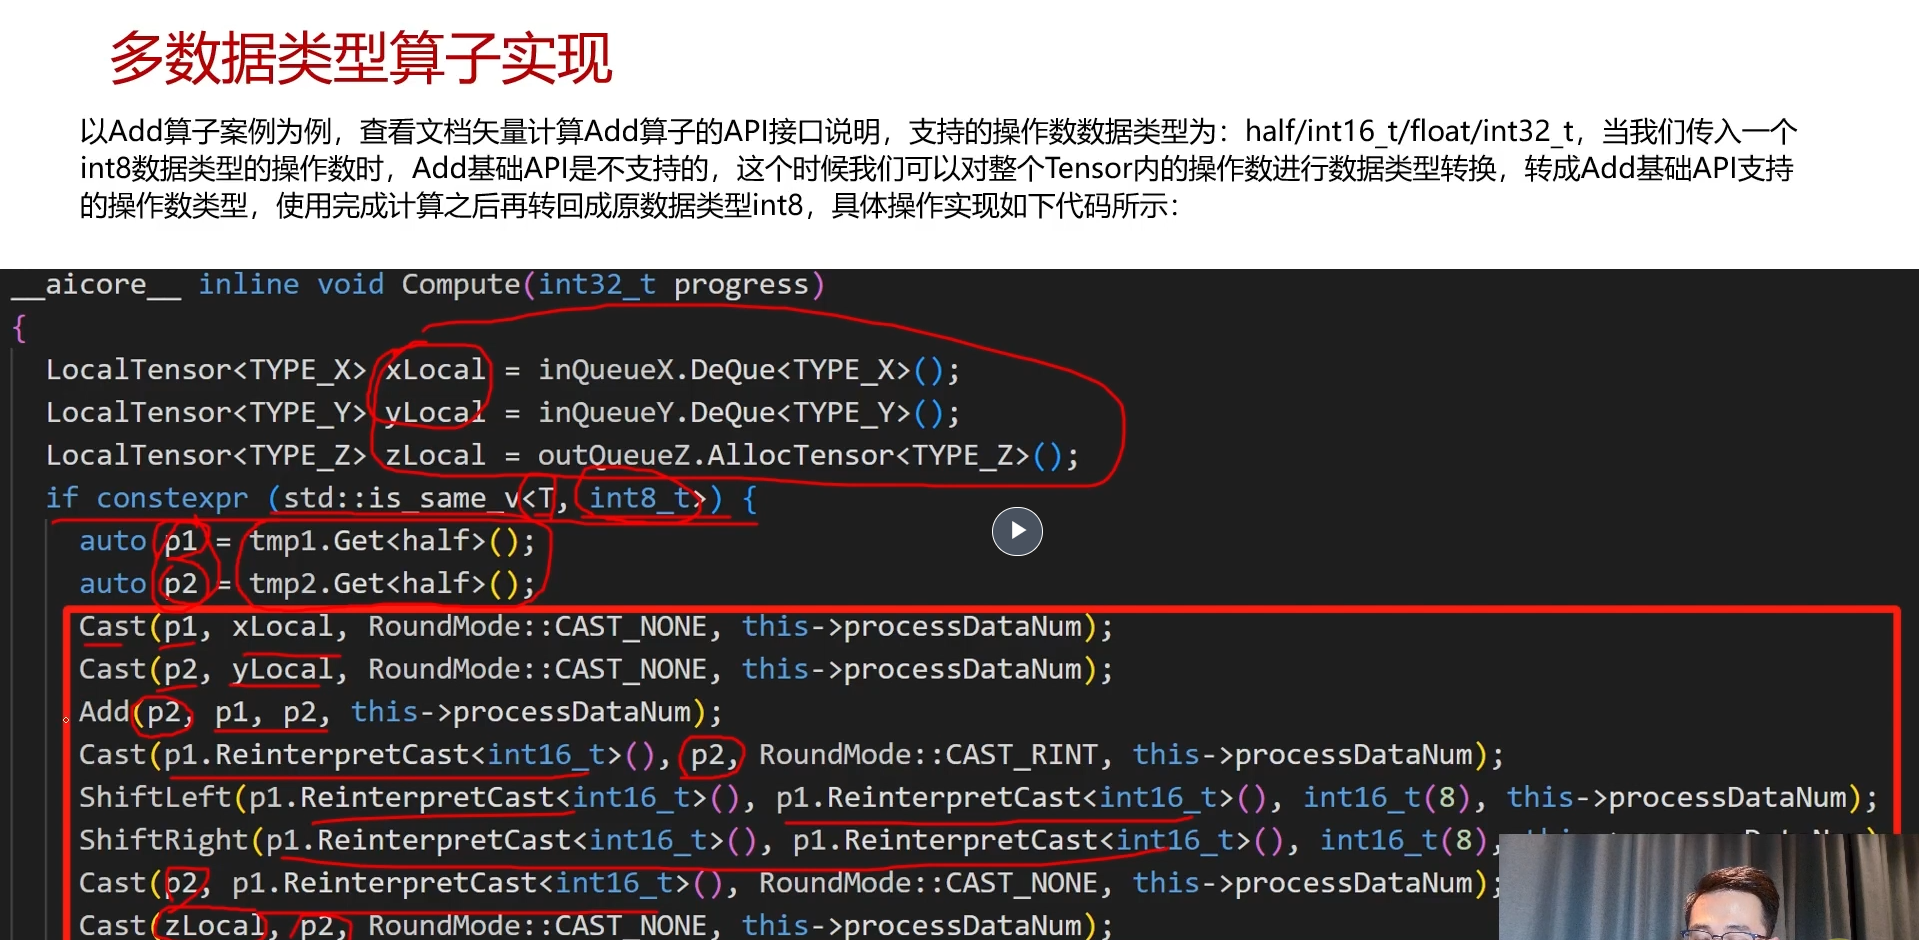 多数据类型算子实现
以Add算子案例为例，查看文档矢量计算Add算子的API接口说明，支持的操作数数据类型为：half/int16_t/float/int32_t，当我们传入一个
int8数据类型的操作数时，Add基础API是不支持的，这个时候我们可以对整个Tensor内的操作数进行数据类型转换，转成Add基础API支持
的操作数类型，使用完成计算之后再转回成原数据类型int8，具体操作实现如下代码所示：
__aicore__ inline void Compute(int32_t progress)
{
LocalTensor<TYPE_X> xLocal = inQueueX.DeQue<TYPE_X>();
LocalTensor<TYPE_Y> yLocal = inQueueY.DeQue<TYPE_Y>();
LocalTensor<TYPE_Z> zLocal = outQueueZ.AllocTensor<TYPE_Z>();
if constexpr (std::is_same_v<T, int8_t>) {
auto p1 = tmp1.Get<half>();
auto p2 = tmp2.Get<half>();
Cast(p1, xLocal, RoundMode::CAST_NONE, this->processDataNum);
Cast(p2, yLocal, RoundMode::CAST_NONE, this->processDataNum);
Add(p2, p1, p2, this->processDataNum);
Cast(p1.ReinterpretCast<int16_t>(), p2, RoundMode::CAST_RINT, this->processDataNum);
ShiftLeft(p1.ReinterpretCast<int16_t>(), p1.ReinterpretCast<int16_t>(), int16_t(8), this->processDataNum);
ShiftRight(p1.ReinterpretCast<int16_t>(), p1.ReinterpretCast<int16_t>(), int16_t(8),
Cast(p2, p1.ReinterpretCast<int16_t>(), RoundMode::CAST_NONE, this->processDataNum);
Cast(zLocal, p2, RoundMode::CAST_NONE, this->processDataNum);